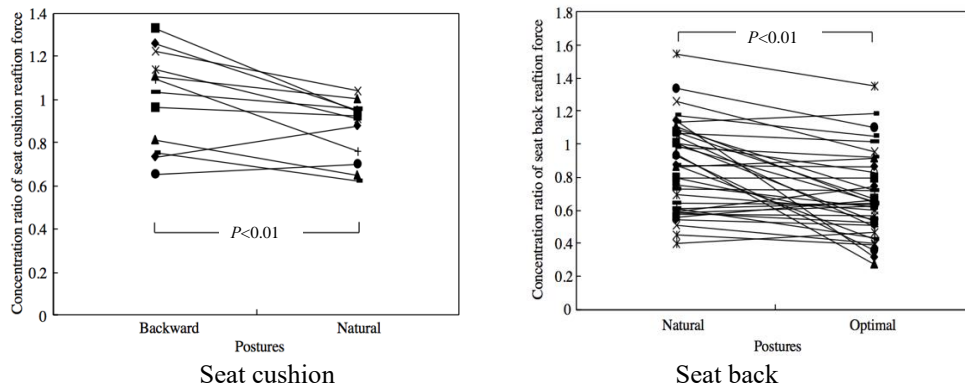 Concentration ratio of seat cushion reaftion force
1.4
1.2
1
0.8
0.6
0.4
0.2
0
P<0.01
Backward
Natural
Postures
Seat cushion
Concentration ratio of seat back reaftion force
1.8
1.6
1.4
1.2
1
0.8
0.6
0.4
0.2
0
P<0.01
Natural
Optimal
Postures
Seat back